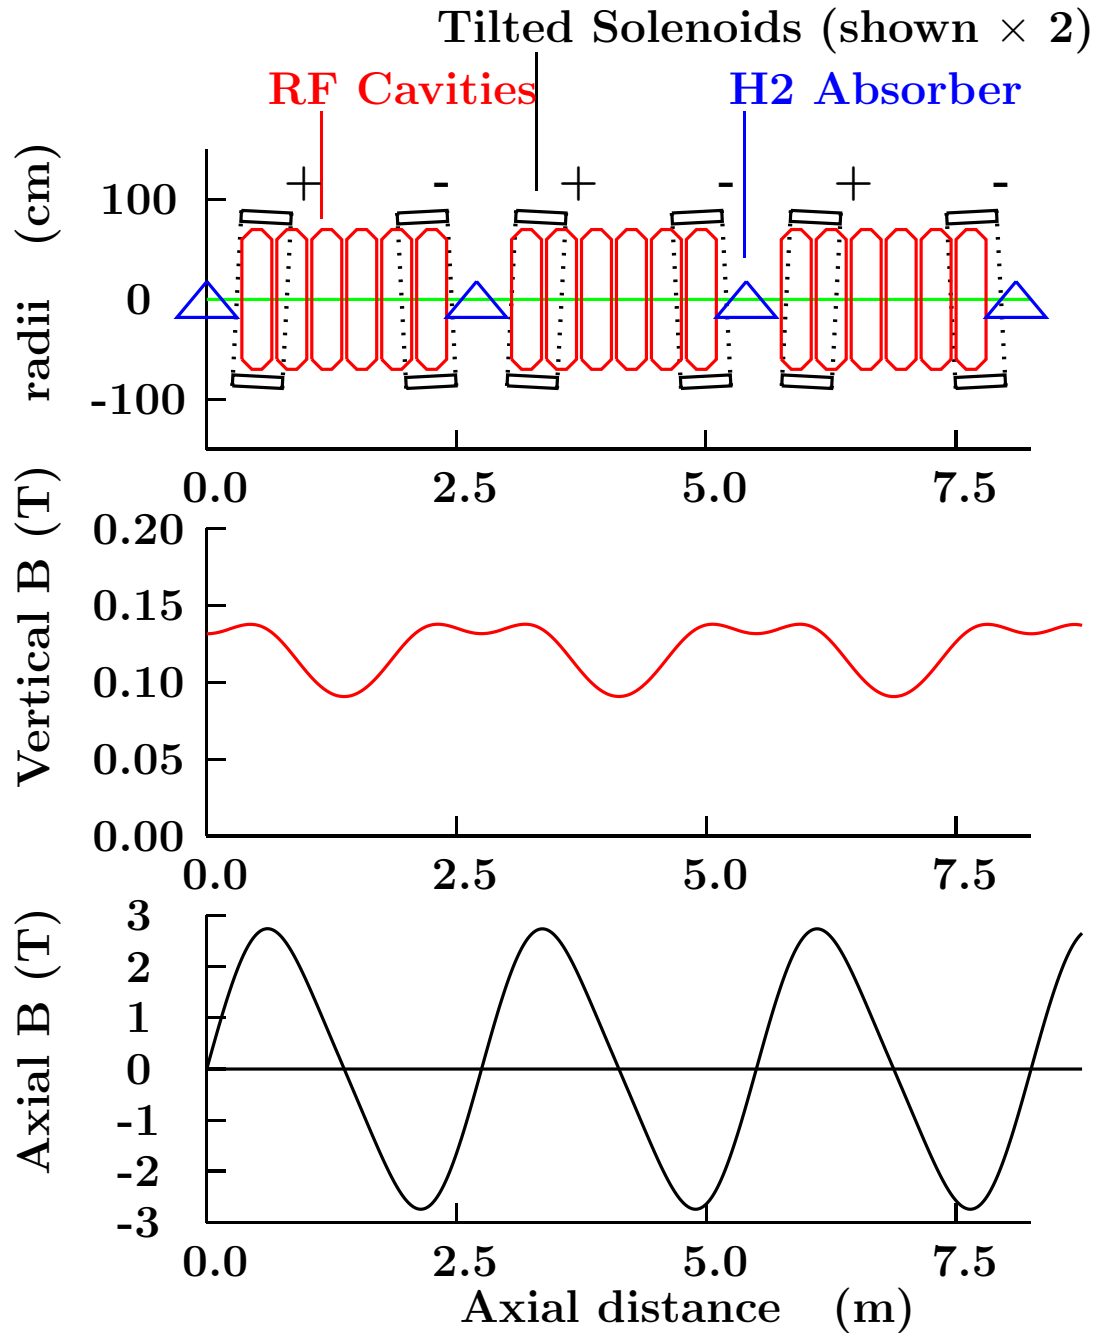 Tilted Solenoids (shown × 2)
RF Cavities
H2 Absorber
+ - + - + -
radii (cm)
100
0
-100
0.0 2.5 5.0 7.5
Vertical B (T)
0.20
0.15
0.10
0.05
0.00
0.0 2.5 5.0 7.5
Axial B (T)
3
2
1
0
-1
-2
-3
0.0 2.5 5.0 7.5
Axial distance (m)